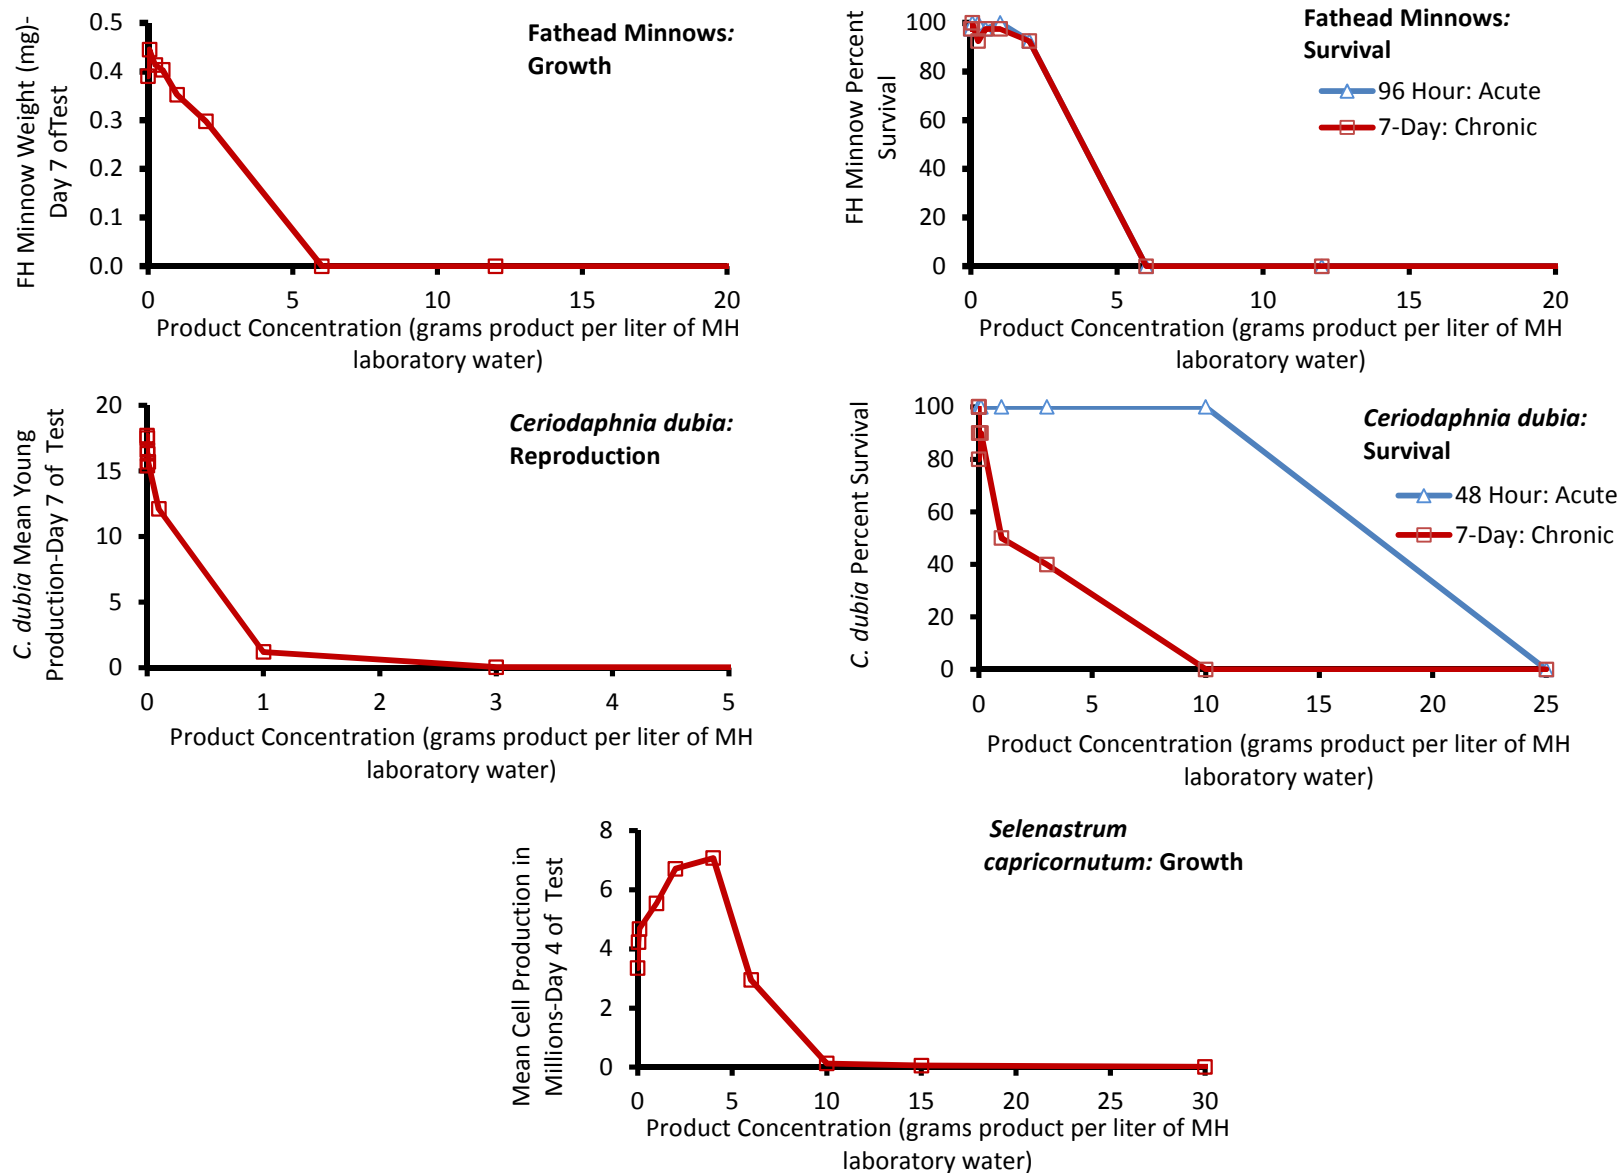 FH Minnow Weight (mg)-
Day 7 ofTest
0.5
0.4
0.3
0.2
0.1
0.0
0 5 10 15 20
Fathead Minnows:
Growth
Product Concentration (grams product per liter of MH
laboratory water)
FH Minnow Percent
Survival
100
80
60
40
20
0
0 5 10 15 20
Fathead Minnows:
Survival
96 Hour: Acute
7-Day: Chronic
Product Concentration (grams product per liter of MH
laboratory water)
C. dubia Mean Young
Production-Day 7 of Test
20
15
10
5
0
0 1 2 3 4 5
Ceriodaphnia dubia:
Reproduction
Product Concentration (grams product per liter of MH
laboratory water)
C. dubia Percent Survival
100
80
60
40
20
0
0 5 10 15 20 25
Ceriodaphnia dubia:
Survival
48 Hour: Acute
7-Day: Chronic
Product Concentration (grams product per liter of MH
laboratory water)
Mean Cell Production in
Millions-Day 4 of Test
8
6
4
2
0
0 5 10 15 20 25 30
Selenastrum
capricornutum: Growth
Product Concentration (grams product per liter of MH
laboratory water)